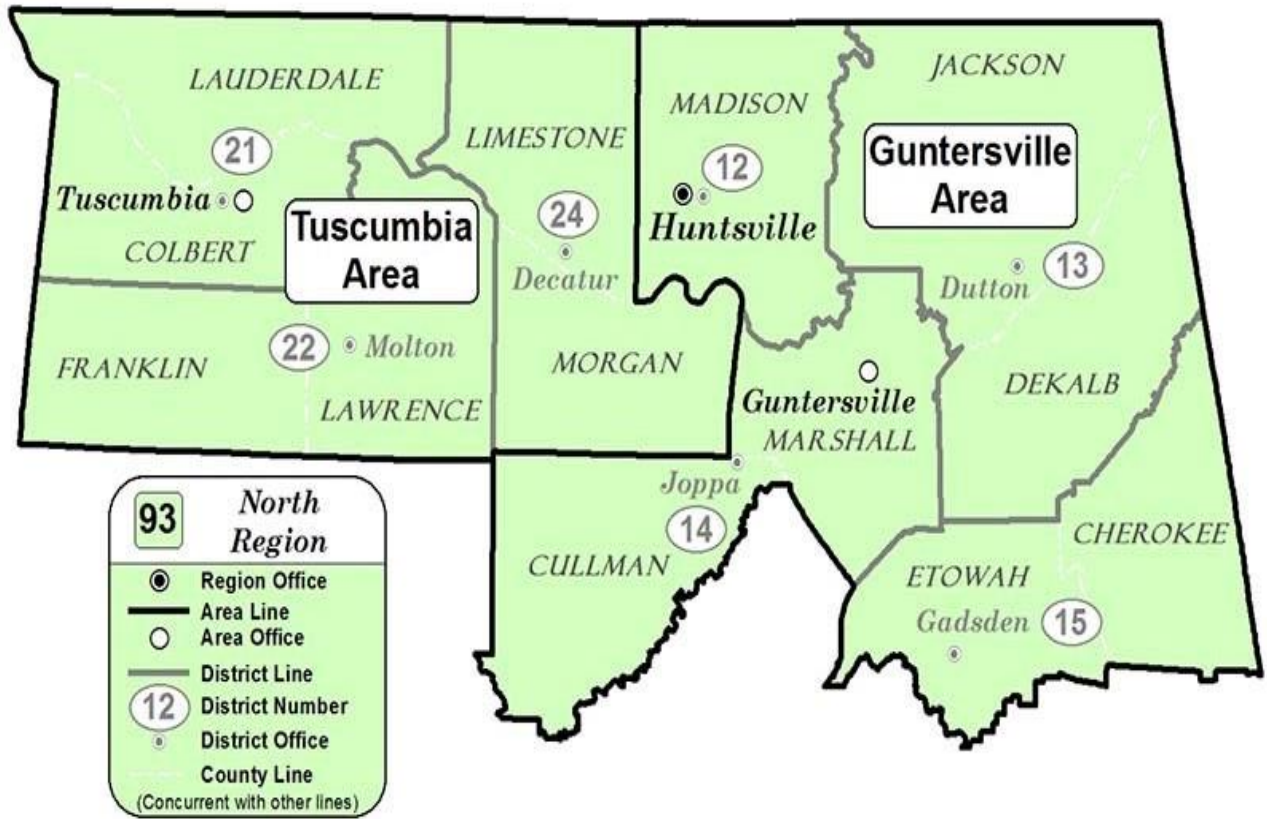 LAUDERDALE
21
Tuscumbia
COLBERT
Tuscumbia
Area
LIMESTONE
24
Decatur
MADISON
12
Huntsville
JACKSON
Guntersville
Area
Dutton
13
FRANKLIN
22
Molton
LAWRENCE
MORGAN
Guntersville
MARSHALL
DEKALB
Joppa
14
CULLMAN
CHEROKEE
ETOWAH
Gadsden
15
93
North
Region
Region Office
Area Line
Area Office
District Line
12
District Number
District Office
County Line
(Concurrent with other lines)